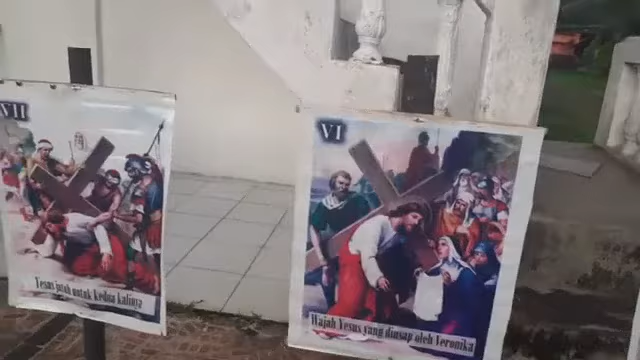 VII
Yesus jatuh untuk kedua kalinya
VI
Wajah Yesus yang diusap oleh Veronika